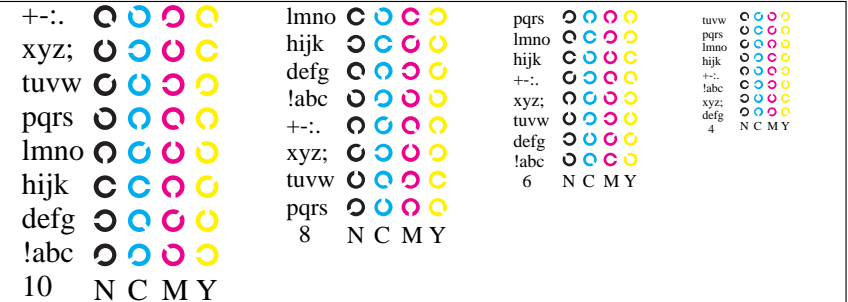 +-:.
xyz;
tuvw
pqrs
lmno
hijk
defg
!abc
10 N C M Y
lmno
hijk
defg
!abc
+-:.
xyz;
tuvw
pqrs
8 N C M Y
pqrs
lmno
hijk
+-:.
xyz;
tuvw
defg
!abc
6 N C M Y
tuvw
pqrs
lmno
hijk
+-:.
!abc
xyz;
defg
4 N C M Y